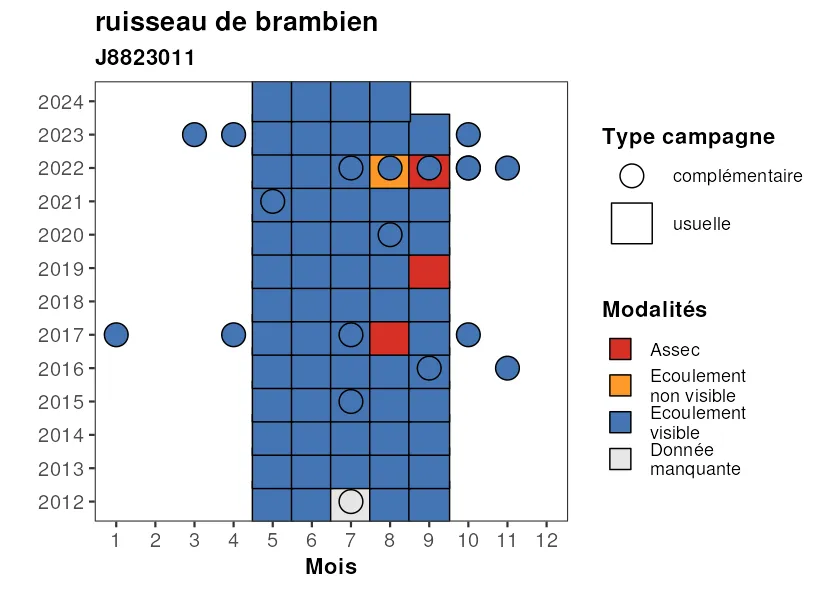 ruisseau de brambien
J8823011
2024
2023
2022
2021
2020
2019
2018
2017
2016
2015
2014
2013
2012
1 2 3 4 5 6 7 8 9 10 11 12
Mois
Type campagne
complémentaire
usuelle
Modalités
Assec
Ecoulement
non visible
Ecoulement
visible
Donnée
manquante